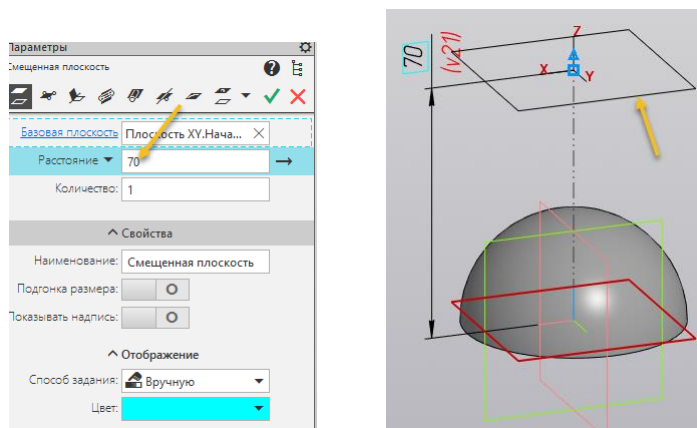 Параметры
Смещенная плоскость
Базовая плоскость Плоскость XY.Нача...
Расстояние 70
Количество: 1
Свойства
Наименование: Смещенная плоскость
Подгонка размера:
Показывать надпись:
Отображение
Способ задания: Вручную
Цвет:
70
(v21)
Z
X
Y